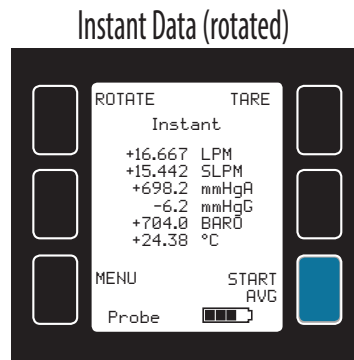 Instant Data (rotated)
ROTATE TARE
Instant
+16.667 LPM
+15.442 SLPM
+698.2 mmHgA
-6.2 mmHgG
+704.0 BARO
+24.38 °C
MENU START
AVG
Probe